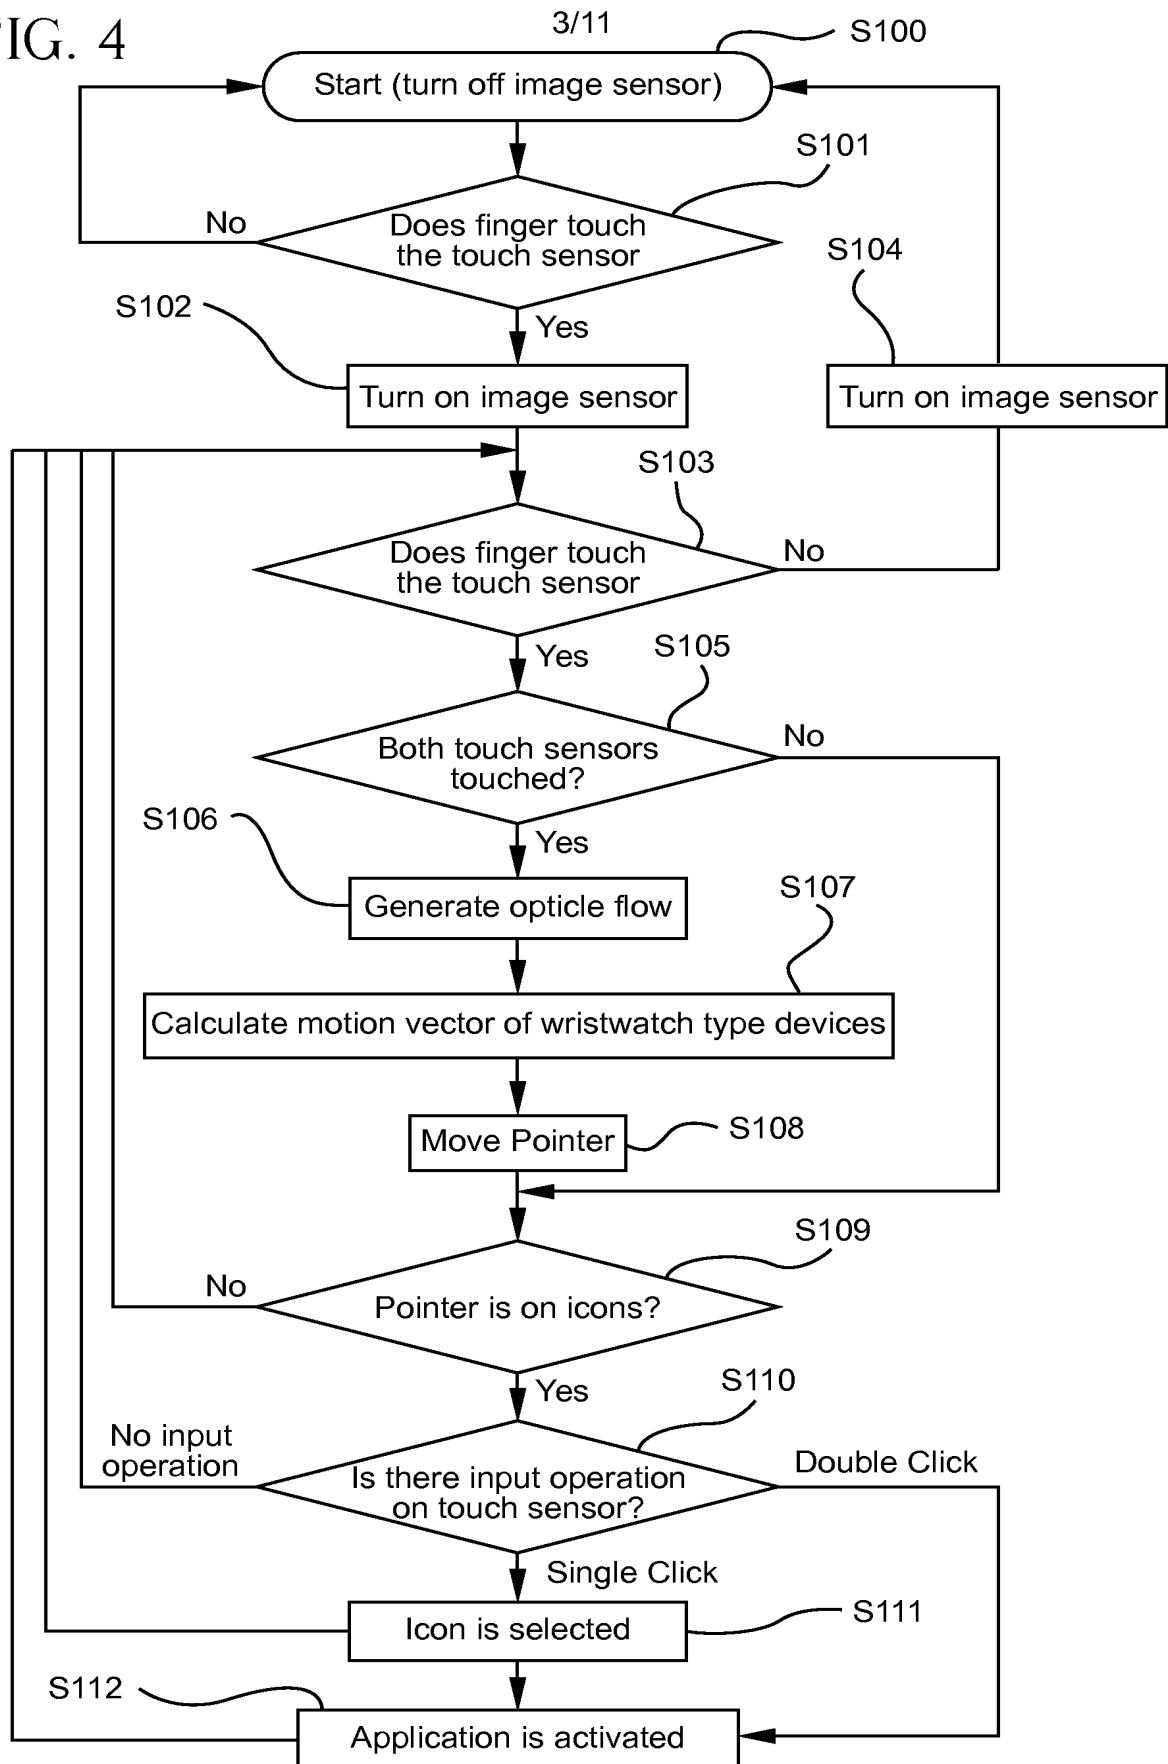 FIG. 4
3/11
S100
Start (turn off image sensor)
S101
No
Does finger touch
the touch sensor
S104
S102
Yes
Turn on image sensor
Turn on image sensor
S103
Does finger touch
the touch sensor
No
Yes
S105
Both touch sensors
touched?
No
S106
Yes
Generate opticle flow
S107
Calculate motion vector of wristwatch type devices
Move Pointer
S108
S109
No
Pointer is on icons?
Yes
S110
No input
operation
Is there input operation
on touch sensor?
Double Click
Single Click
Icon is selected
S111
S112
Application is activated